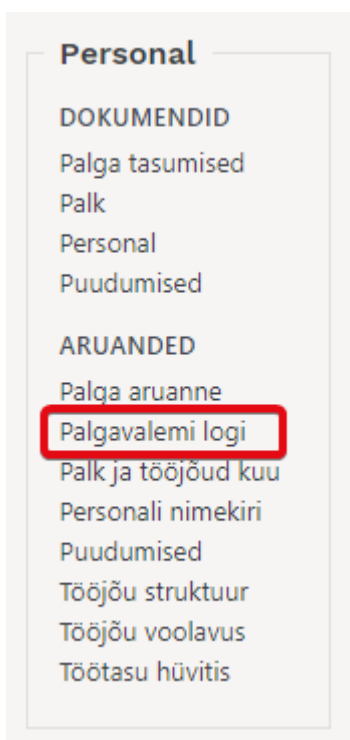 Personal
DOKUMENDID
Palga tasumised
Palk
Personal
Puudumised
ARUANDED
Palga aruanne
Palgavalemi logi
Palk ja tööjõud kuu
Personali nimekiri
Puudumised
Tööjõu struktuur
Tööjõu voolavus
Töötasu hüvitis